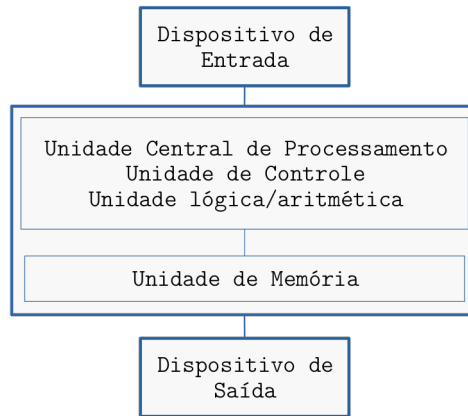 Dispositivo de
Entrada
Unidade Central de Processamento
Unidade de Controle
Unidade lógica/aritmética
Unidade de Memória
Dispositivo de
Saída